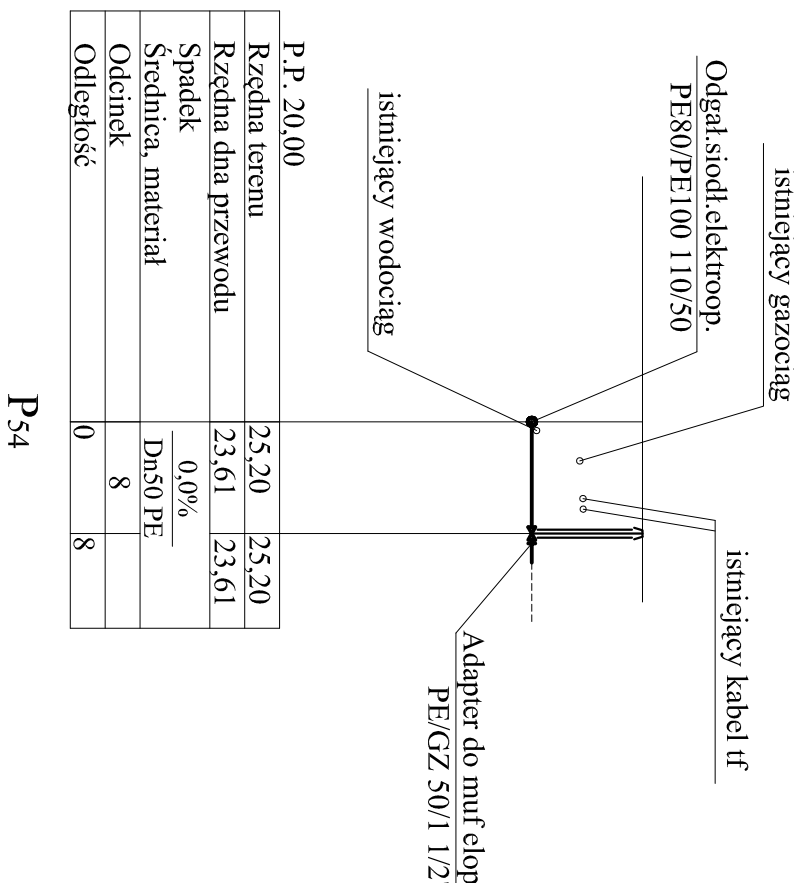 istniejący gazociąg
Odgał.siodł.elektroop.
PE80/PE100 110/50
istniejący kabel tf
istniejący wodociąg
Adapter do muf elop
PE/GZ 50/1 1/2
P.P. 20,00
Rzędna terenu 25,20 25,20
Rzędna dna przewodu 23,61 23,61
Spadek 0,0%
Średnica, materiał Dn50 PE
Odcinek 8
Odległość 0 8
P54